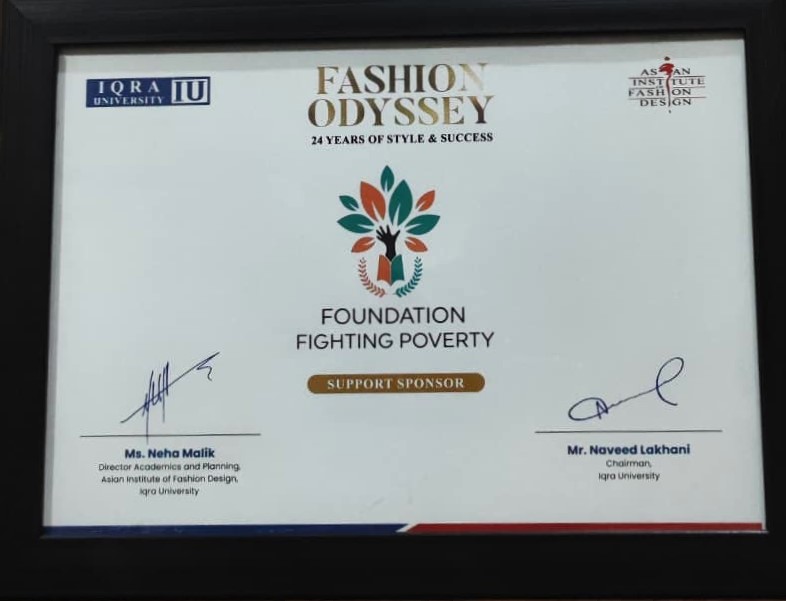 IQRA
UNIVERSITY
IU
FASHION
ODYSSEY
24 YEARS OF STYLE & SUCCESS
ASIAN
INSTITUTE
FASHION
DESIGN
FOUNDATION
FIGHTING POVERTY
SUPPORT SPONSOR
Ms. Neha Malik
Director Academics and Planning,
Asian Institute of Fashion Design,
Iqra University
Mr. Naveed Lakhani
Chairman,
Iqra University